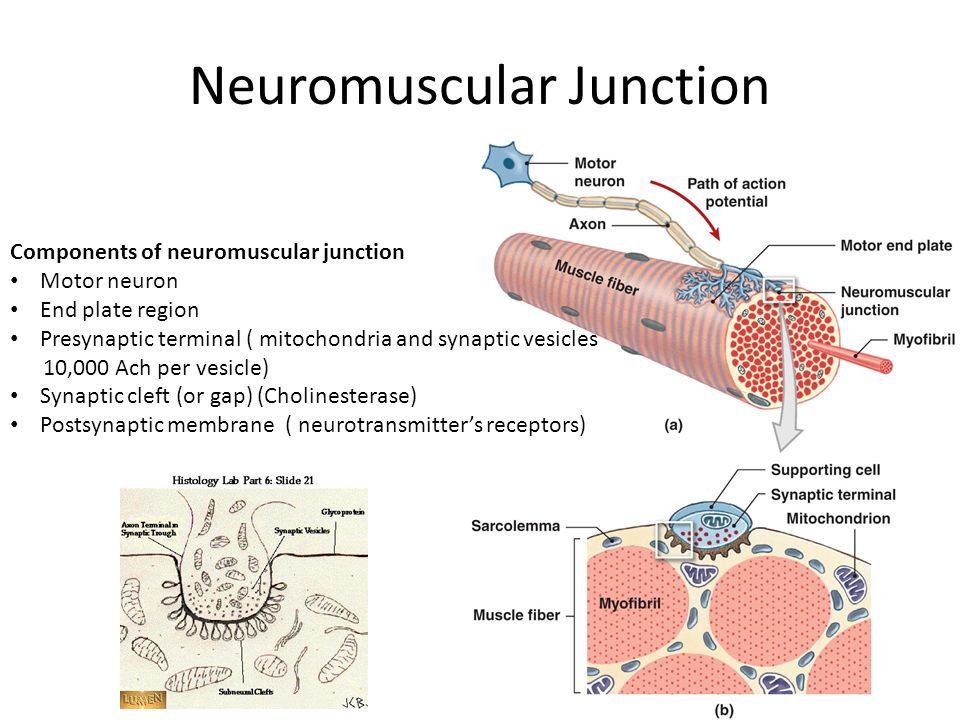 Neuromuscular Junction
Components of neuromuscular junction
• Motor neuron
• End plate region
• Presynaptic terminal ( mitochondria and synaptic vesicles
10,000 Ach per vesicle)
• Synaptic cleft (or gap) (Cholinesterase)
• Postsynaptic membrane ( neurotransmitter’s receptors)
Motor
neuron
Path of action
potential
Axon
Motor end plate
Muscle fiber
Neuromuscular
junction
Myofibril
(a)
Supporting cell
Synaptic terminal
Mitochondrion
Sarcolemma
Myofibril
Muscle fiber
(b)
Histology Lab Part 6: Slide 21
Glycoprotein
Axon Terminal in
Synaptic Trough
Synaptic Vesicles
Subneural Clefts
LUMEN
JCB.